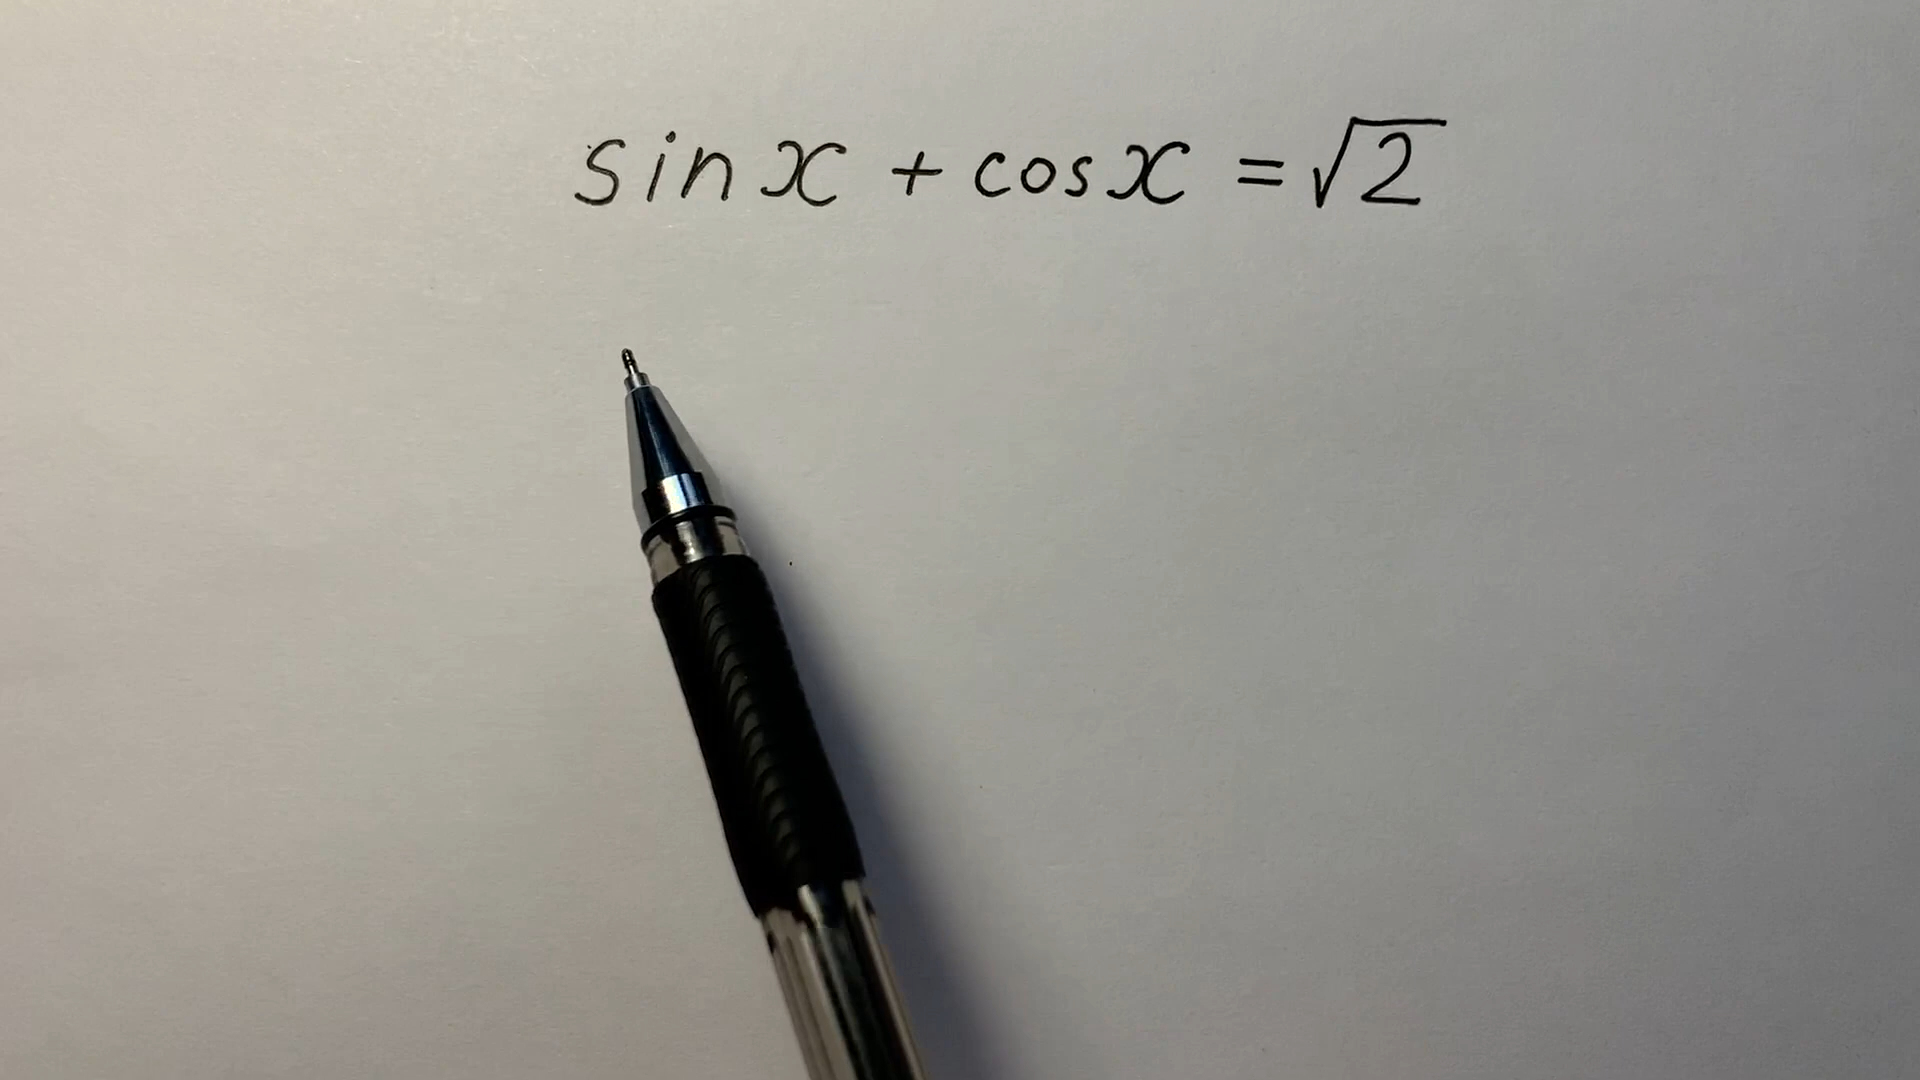 sin x + cos x = √2